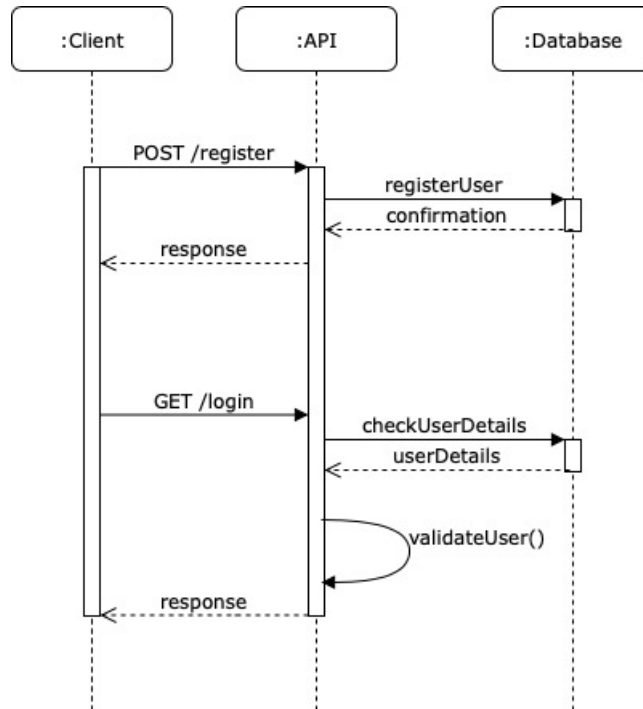 :Client
:API
:Database
POST /register
registerUser
confirmation
response
GET /login
checkUserDetails
userDetails
validateUser()
response